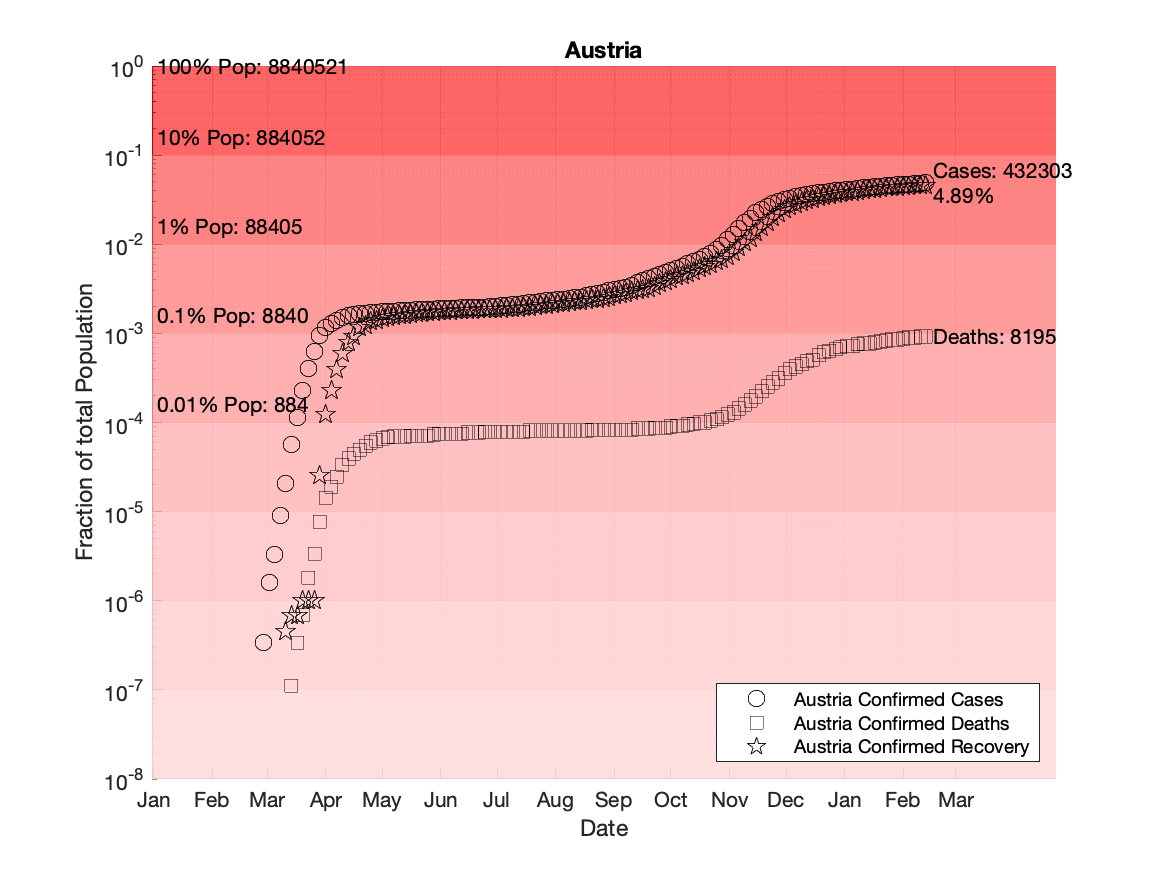 Austria
10^0
100% Pop: 8840521
10% Pop: 884052
10^-1
Cases: 432303
4.89%
1% Pop: 88405
10^-2
0.1% Pop: 8840
10^-3
Deaths: 8195
0.01% Pop: 884
10^-4
10^-5
10^-6
10^-7
10^-8
Fraction of total Population
Austria Confirmed Cases
Austria Confirmed Deaths
Austria Confirmed Recovery
Jan Feb Mar Apr May Jun Jul Aug Sep Oct Nov Dec Jan Feb Mar
Date